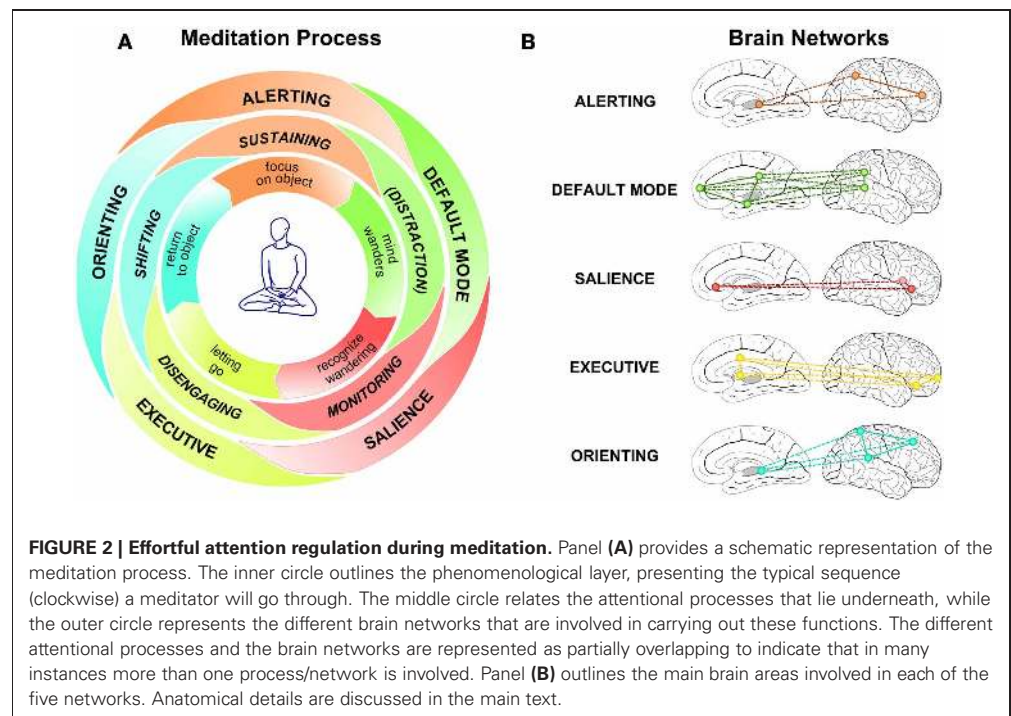 A Meditation Process
B Brain Networks
ALERTING
SUSTAINING
focus
on object
DEFAULT MODE
(DISTRACTION)
mind
wanders
SALIENCE
MONITORING
recognize
wandering
EXECUTIVE
DISENGAGING
letting
go
ORIENTING
SHIFTING
return
to object
ALERTING
DEFAULT MODE
SALIENCE
EXECUTIVE
ORIENTING
FIGURE 2 | Effortful attention regulation during meditation. Panel (A) provides a schematic representation of the
meditation process. The inner circle outlines the phenomenological layer, presenting the typical sequence
(clockwise) a meditator will go through. The middle circle relates the attentional processes that lie underneath, while
the outer circle represents the different brain networks that are involved in carrying out these functions. The different
attentional processes and the brain networks are represented as partially overlapping to indicate that in many
instances more than one process/network is involved. Panel (B) outlines the main brain areas involved in each of the
five networks. Anatomical details are discussed in the main text.